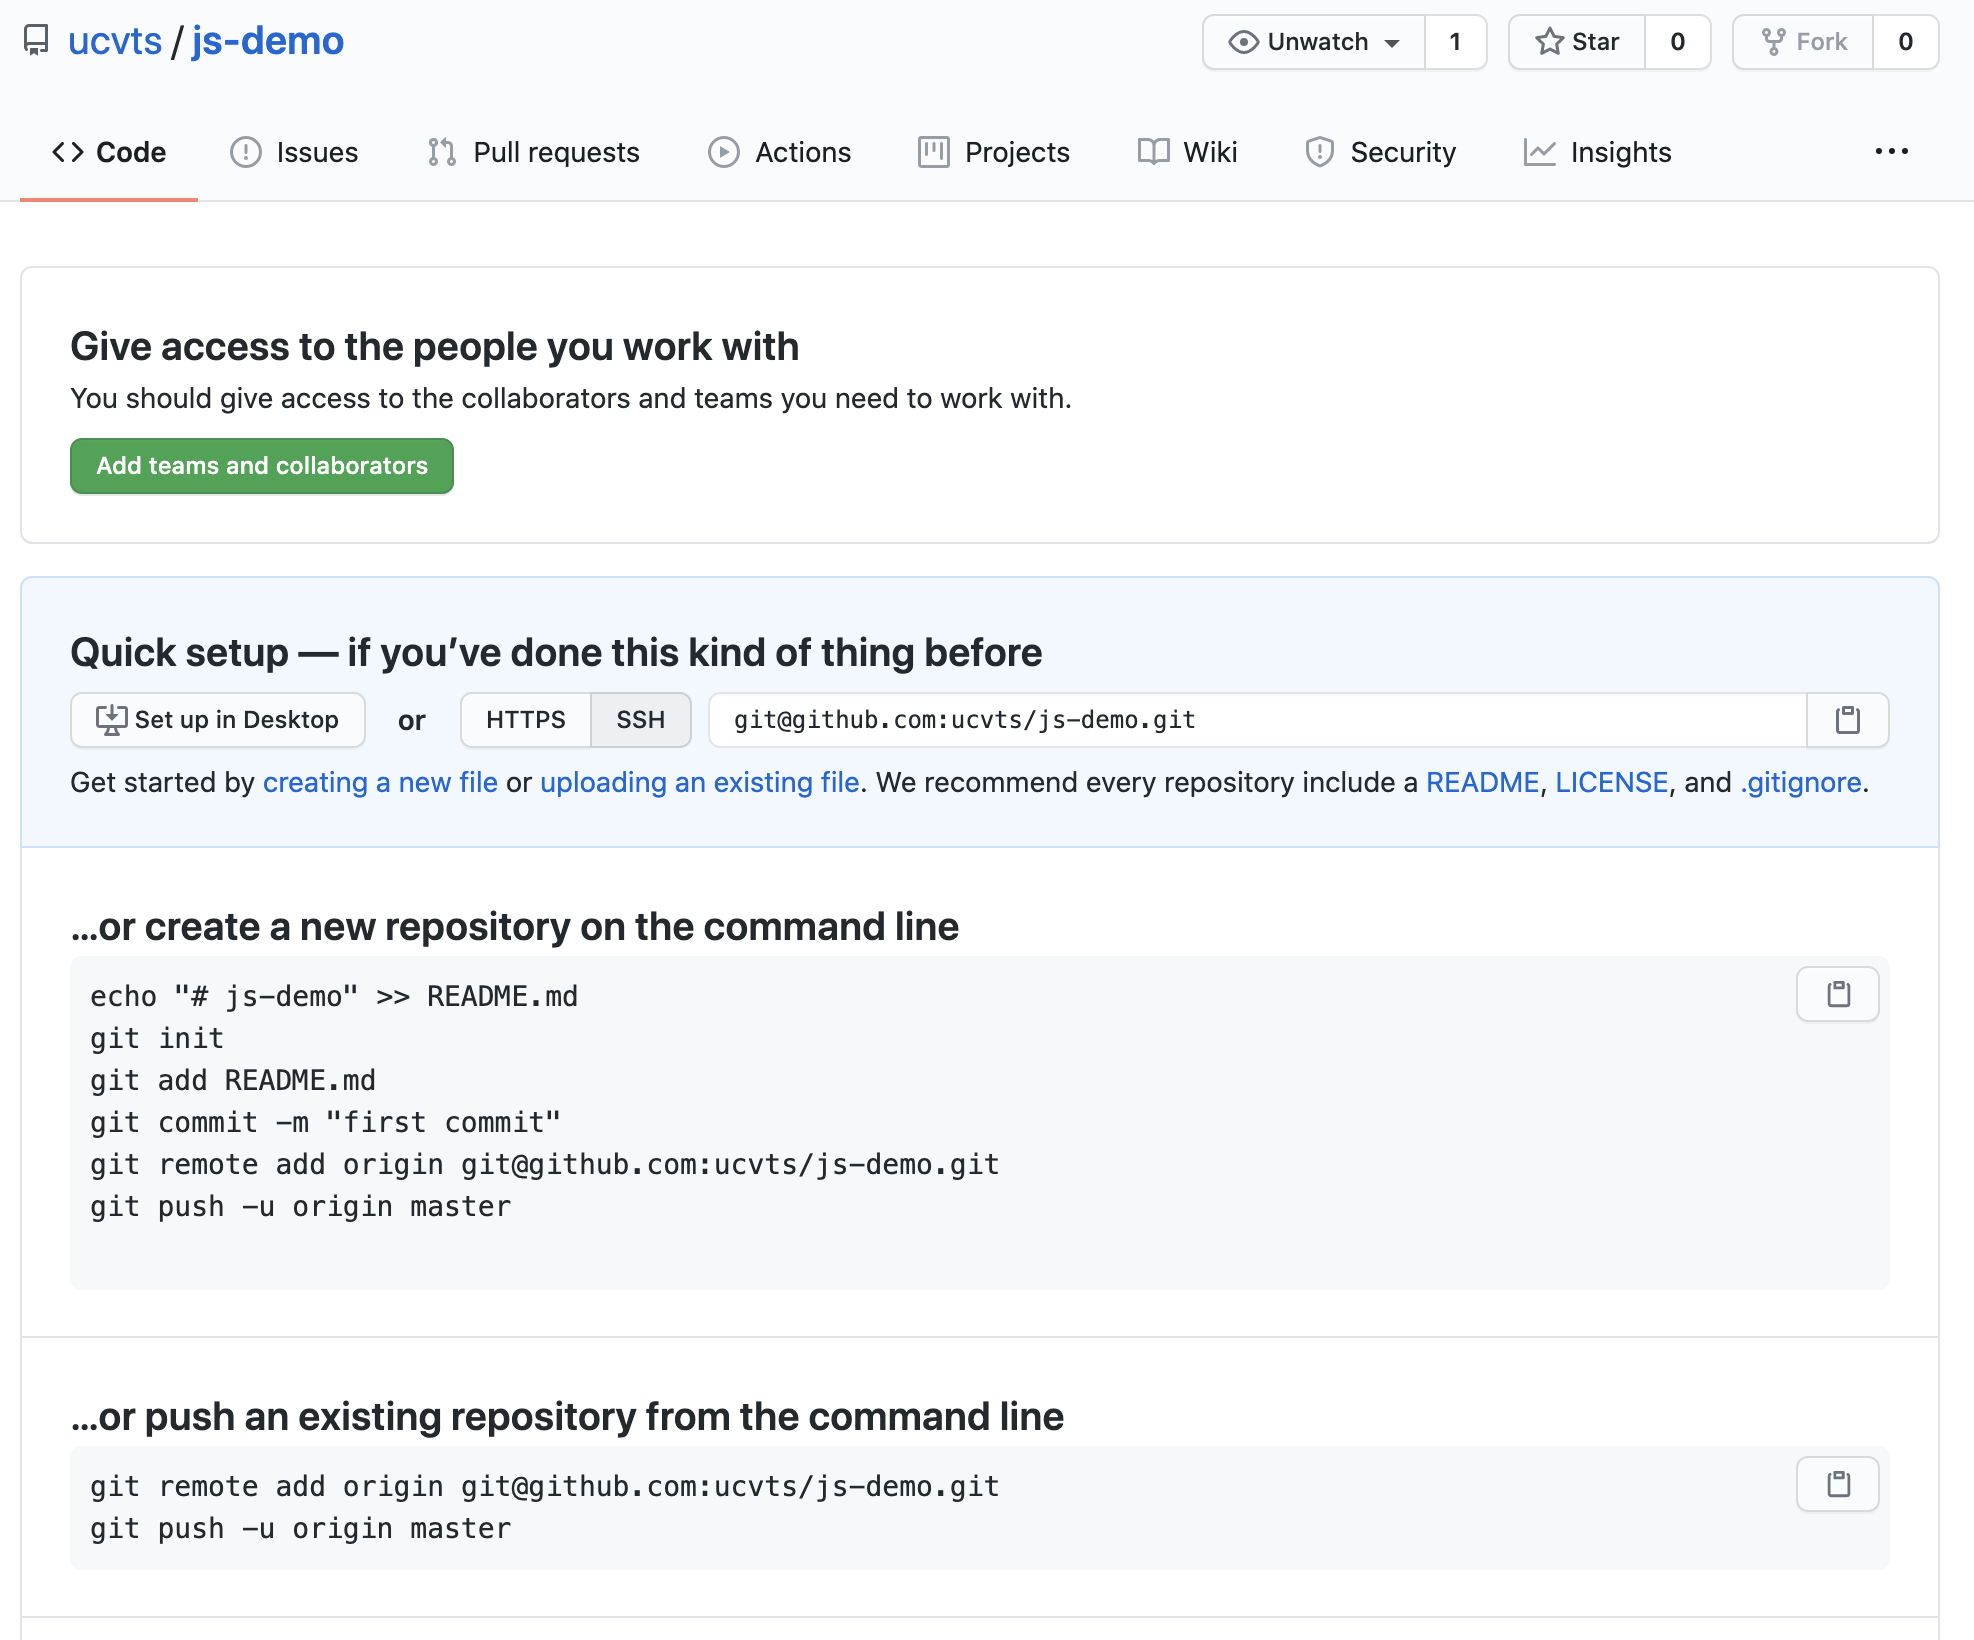 ucvts / js-demo
Unwatch 1 Star 0 Fork 0
Code Issues Pull requests Actions Projects Wiki Security Insights
Give access to the people you work with
You should give access to the collaborators and teams you need to work with.
Add teams and collaborators
Quick setup — if you’ve done this kind of thing before
Set up in Desktop or HTTPS SSH git@github.com:ucvts/js-demo.git
Get started by creating a new file or uploading an existing file. We recommend every repository include a README, LICENSE, and .gitignore.
…or create a new repository on the command line
echo "# js-demo" >> README.md
git init
git add README.md
git commit -m "first commit"
git remote add origin git@github.com:ucvts/js-demo.git
git push -u origin master
…or push an existing repository from the command line
git remote add origin git@github.com:ucvts/js-demo.git
git push -u origin master